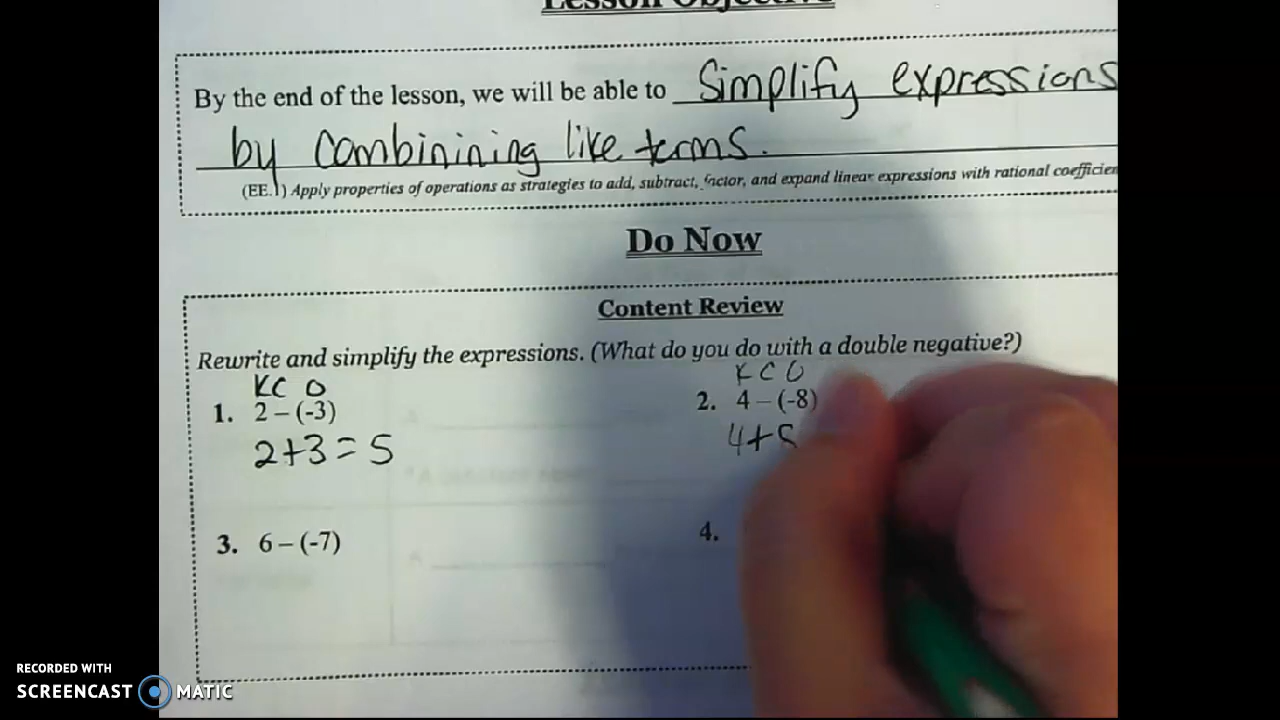 Lesson Objective
By the end of the lesson, we will be able to Simplify expressions
by combinining like terms.
(EE.1) Apply properties of operations as strategies to add, subtract, factor, and expand linear expressions with rational coefficien
Do Now
Content Review
Rewrite and simplify the expressions. (What do you do with a double negative?)
KC O
1. 2 – (-3)
2+3=5
K C O
2. 4 – (-8)
4+
3. 6 – (-7)
4.
RECORDED WITH
SCREENCAST MATIC